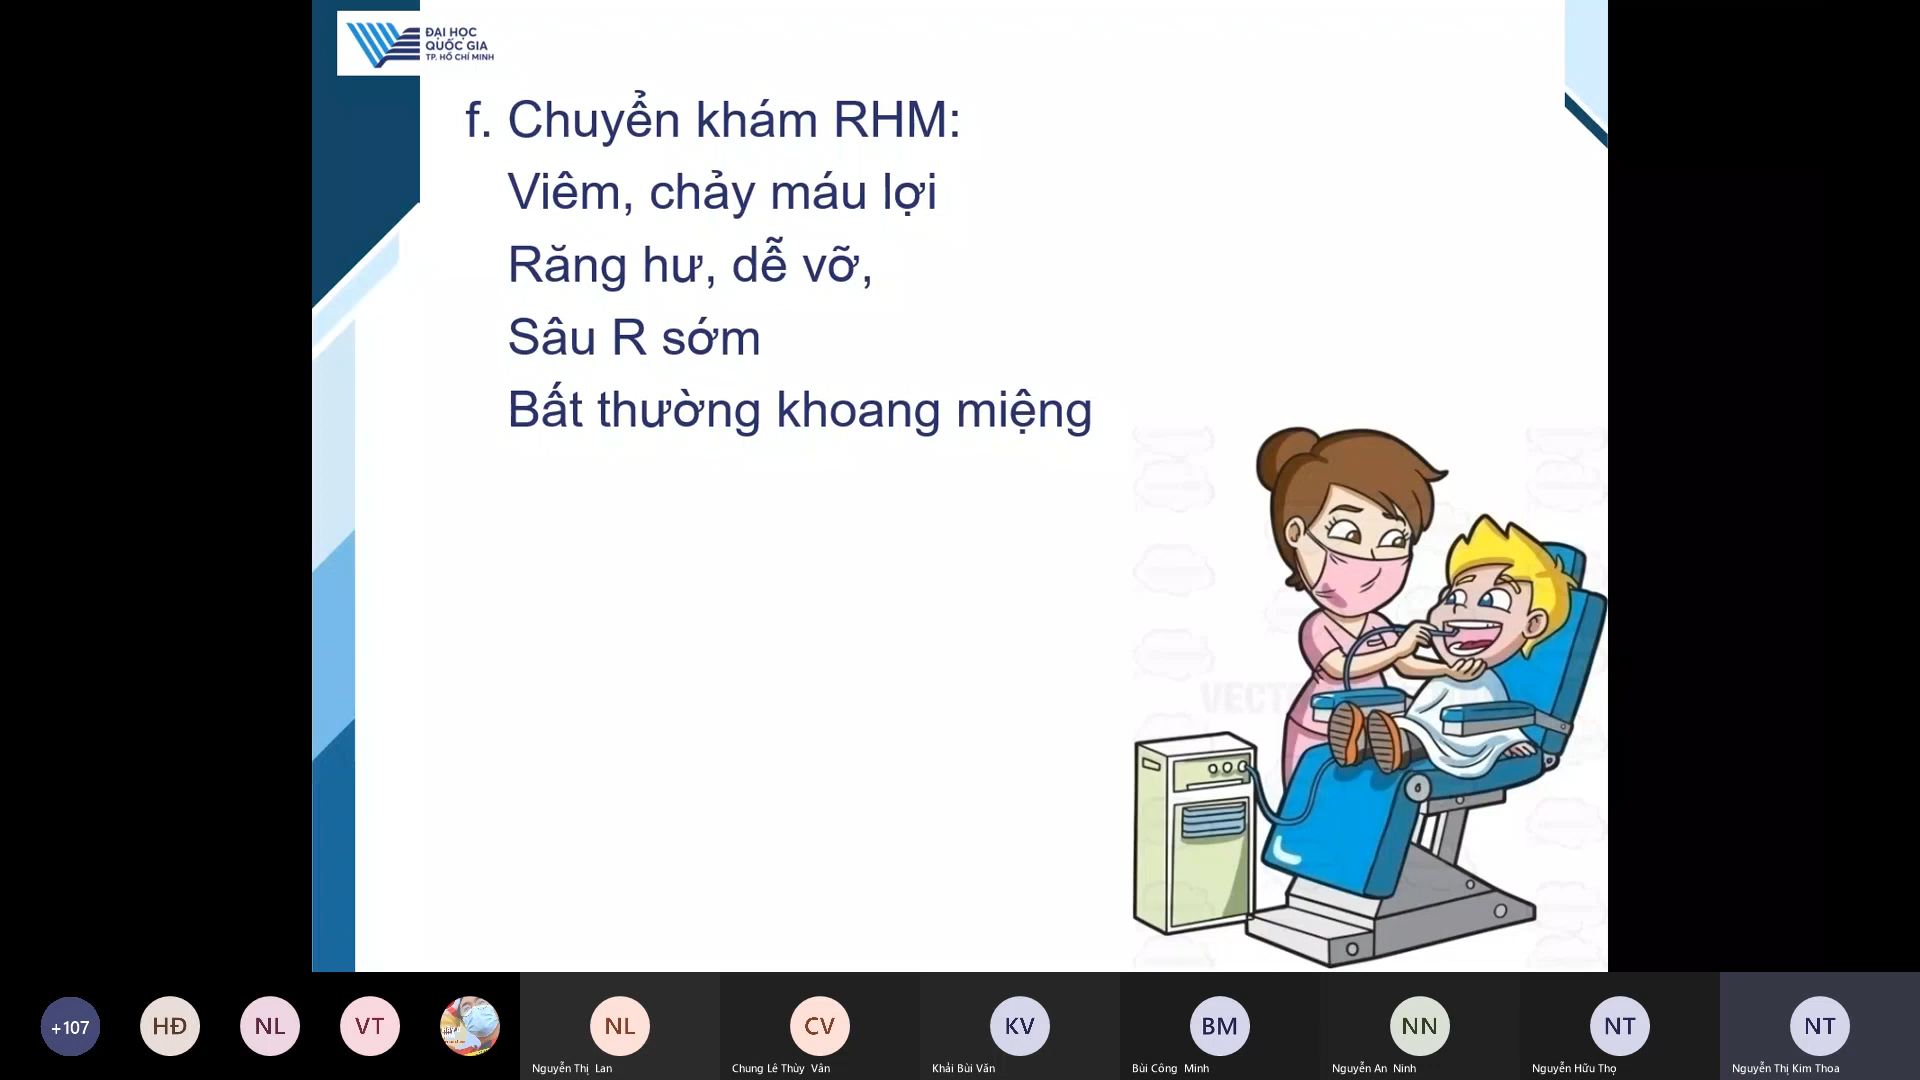 ĐẠI HỌC
QUỐC GIA
TP. HỒ CHÍ MINH
f. Chuyển khám RHM:
Viêm, chảy máu lợi
Răng hư, dễ vỡ,
Sâu R sớm
Bất thường khoang miệng
+107
HĐ
NL
VT
NL
CV
KV
BM
NN
NT
NT
Nguyễn Thị Lan
Chung Lê Thùy Vân
Khải Bùi Văn
Bùi Công Minh
Nguyễn An Ninh
Nguyễn Hữu Thọ
Nguyễn Thị Kim Thoa